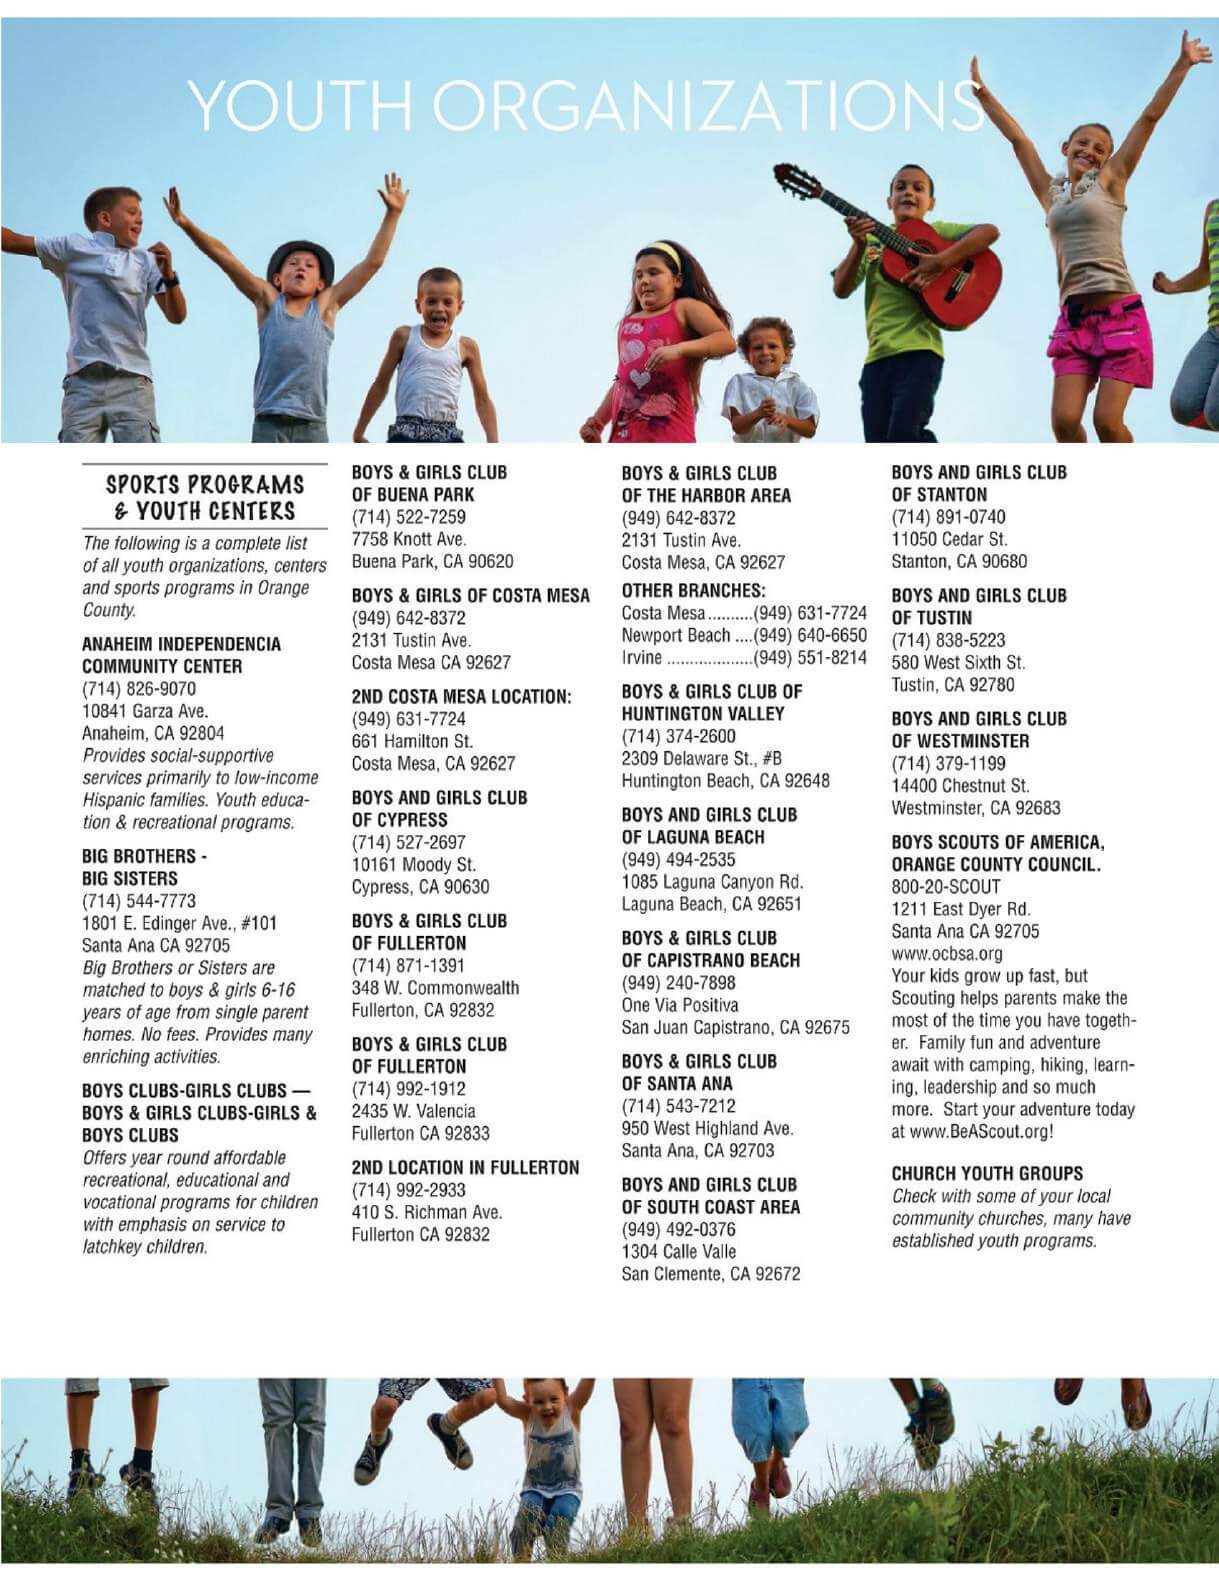 YOUTH ORGANIZATIONS
SPORTS PROGRAMS
& YOUTH CENTERS
The following is a complete list
of all youth organizations, centers
and sports programs in Orange
County.
ANAHEIM INDEPENDENCIA
COMMUNITY CENTER
(714) 826-9070
10841 Garza Ave.
Anaheim, CA 92804
Provides social-supportive
services primarily to low-income
Hispanic families. Youth educa-
tion & recreational programs.
BIG BROTHERS -
BIG SISTERS
(714) 544-7773
1801 E. Edinger Ave., #101
Santa Ana CA 92705
Big Brothers or Sisters are
matched to boys & girls 6-16
years of age from single parent
homes. No fees. Provides many
enriching activities.
BOYS CLUBS-GIRLS CLUBS —
BOYS & GIRLS CLUBS-GIRLS &
BOYS CLUBS
Offers year round affordable
recreational, educational and
vocational programs for children
with emphasis on service to
latchkey children.
BOYS & GIRLS CLUB
OF BUENA PARK
(714) 522-7259
7758 Knott Ave.
Buena Park, CA 90620
BOYS & GIRLS OF COSTA MESA
(949) 642-8372
2131 Tustin Ave.
Costa Mesa CA 92627
2ND COSTA MESA LOCATION:
(949) 631-7724
661 Hamilton St.
Costa Mesa, CA 92627
BOYS AND GIRLS CLUB
OF CYPRESS
(714) 527-2697
10161 Moody St.
Cypress, CA 90630
BOYS & GIRLS CLUB
OF FULLERTON
(714) 871-1391
348 W. Commonwealth
Fullerton, CA 92832
BOYS & GIRLS CLUB
OF FULLERTON
(714) 992-1912
2435 W. Valencia
Fullerton CA 92833
2ND LOCATION IN FULLERTON
(714) 992-2933
410 S. Richman Ave.
Fullerton CA 92832
BOYS & GIRLS CLUB
OF THE HARBOR AREA
(949) 642-8372
2131 Tustin Ave.
Costa Mesa, CA 92627
OTHER BRANCHES:
Costa Mesa..........(949) 631-7724
Newport Beach ....(949) 640-6650
Irvine ...................(949) 551-8214
BOYS & GIRLS CLUB OF
HUNTINGTON VALLEY
(714) 374-2600
2309 Delaware St., #B
Huntington Beach, CA 92648
BOYS AND GIRLS CLUB
OF LAGUNA BEACH
(949) 494-2535
1085 Laguna Canyon Rd.
Laguna Beach, CA 92651
BOYS & GIRLS CLUB
OF CAPISTRANO BEACH
(949) 240-7898
One Via Positiva
San Juan Capistrano, CA 92675
BOYS & GIRLS CLUB
OF SANTA ANA
(714) 543-7212
950 West Highland Ave.
Santa Ana, CA 92703
BOYS AND GIRLS CLUB
OF SOUTH COAST AREA
(949) 492-0376
1304 Calle Valle
San Clemente, CA 92672
BOYS AND GIRLS CLUB
OF STANTON
(714) 891-0740
11050 Cedar St.
Stanton, CA 90680
BOYS AND GIRLS CLUB
OF TUSTIN
(714) 838-5223
580 West Sixth St.
Tustin, CA 92780
BOYS AND GIRLS CLUB
OF WESTMINSTER
(714) 379-1199
14400 Chestnut St.
Westminster, CA 92683
BOYS SCOUTS OF AMERICA,
ORANGE COUNTY COUNCIL.
800-20-SCOUT
1211 East Dyer Rd.
Santa Ana CA 92705
www.ocbsa.org
Your kids grow up fast, but
Scouting helps parents make the
most of the time you have togeth-
er.  Family fun and adventure
await with camping, hiking, learn-
ing, leadership and so much
more.  Start your adventure today
at www.BeAScout.org!
CHURCH YOUTH GROUPS
Check with some of your local
community churches, many have
established youth programs.